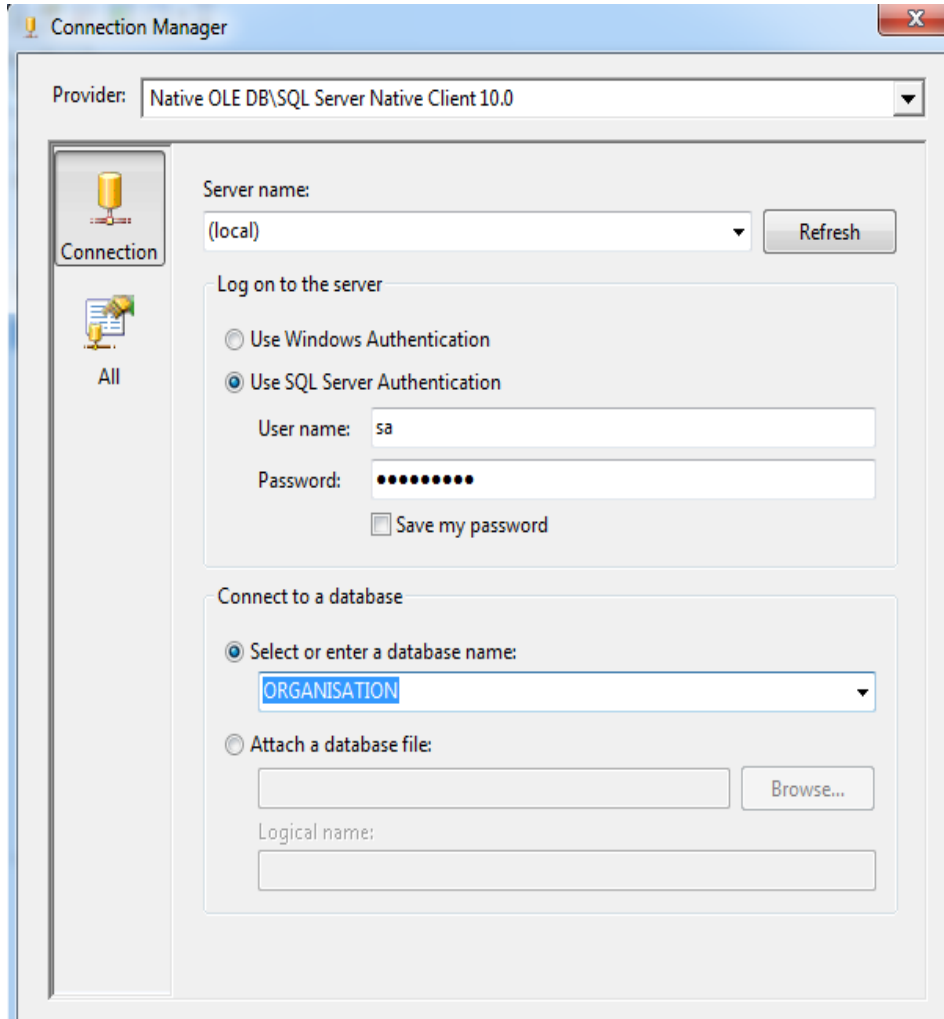 Connection Manager
Provider: Native OLE DB\SQL Server Native Client 10.0
Connection
All
Server name:
(local)
Refresh
Log on to the server
Use Windows Authentication
Use SQL Server Authentication
User name: sa
Password: •••••••••
Save my password
Connect to a database
Select or enter a database name:
ORGANISATION
Attach a database file:
Browse...
Logical name: